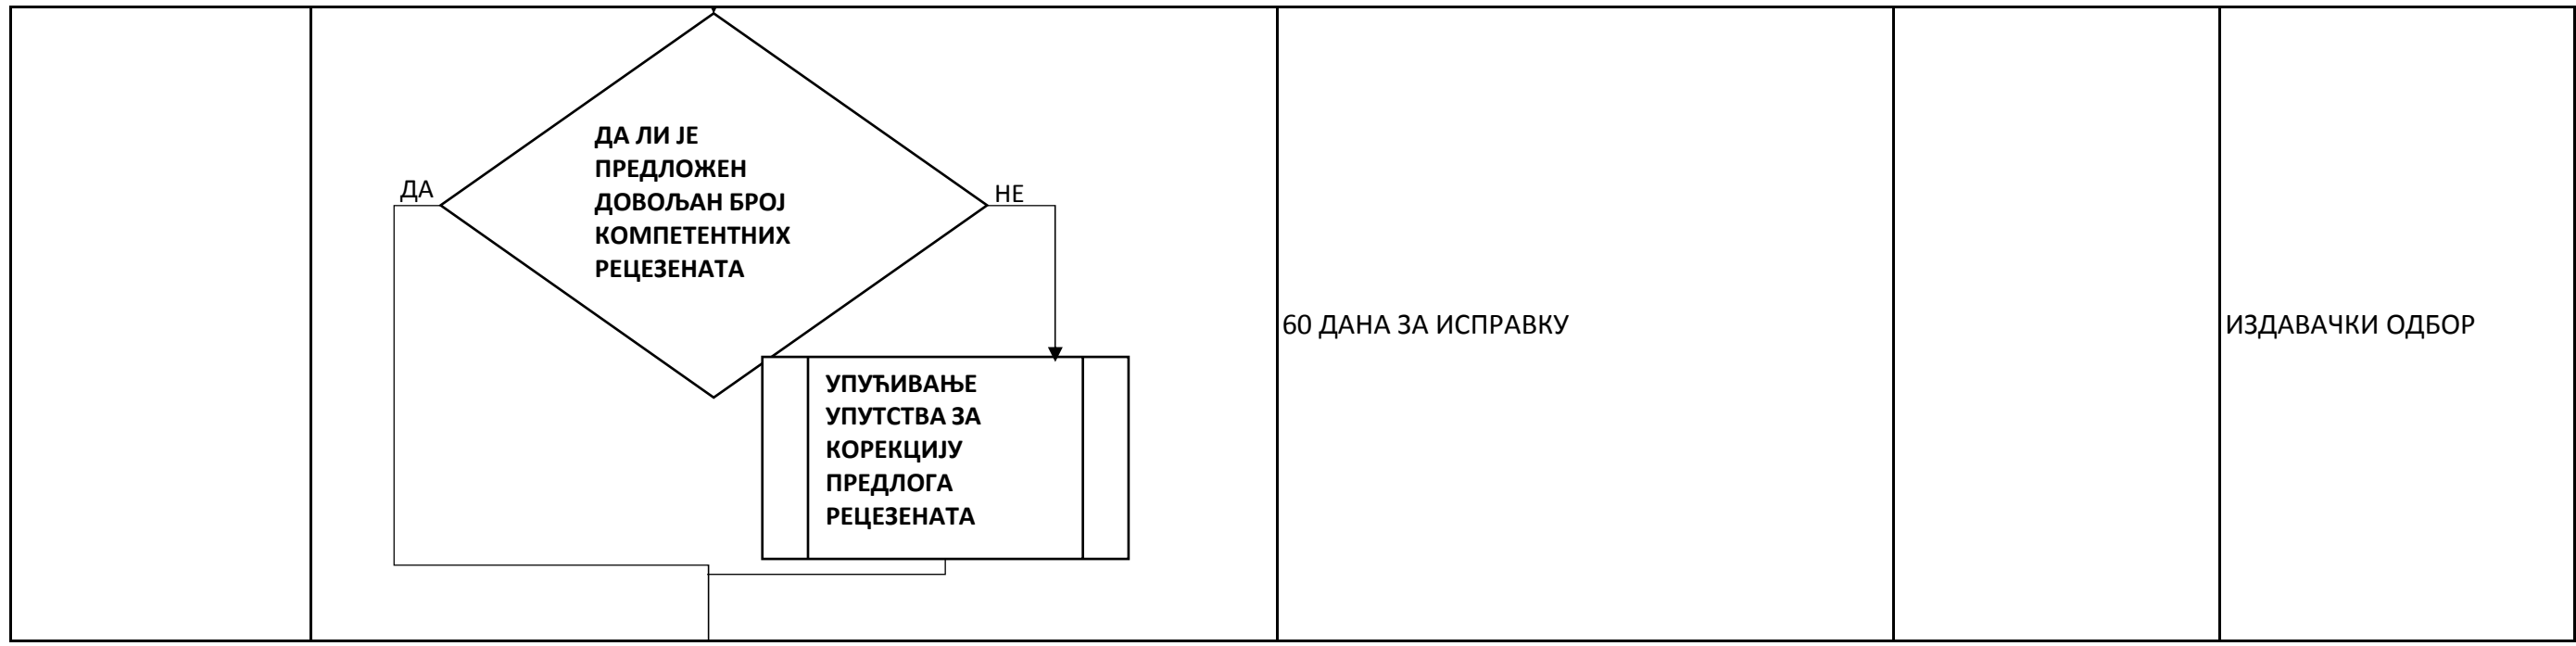 ДА ЛИ ЈЕ
ПРЕДЛОЖЕН
ДОВОЉАН БРОЈ
КОМПЕТЕНТНИХ
РЕЦЕЗЕНАТА
ДА
НЕ
УПУЋИВАЊЕ
УПУТСТВА ЗА
КОРЕКЦИЈУ
ПРЕДЛОГА
РЕЦЕЗЕНАТА
60 ДАНА ЗА ИСПРАВКУ
ИЗДАВАЧКИ ОДБОР